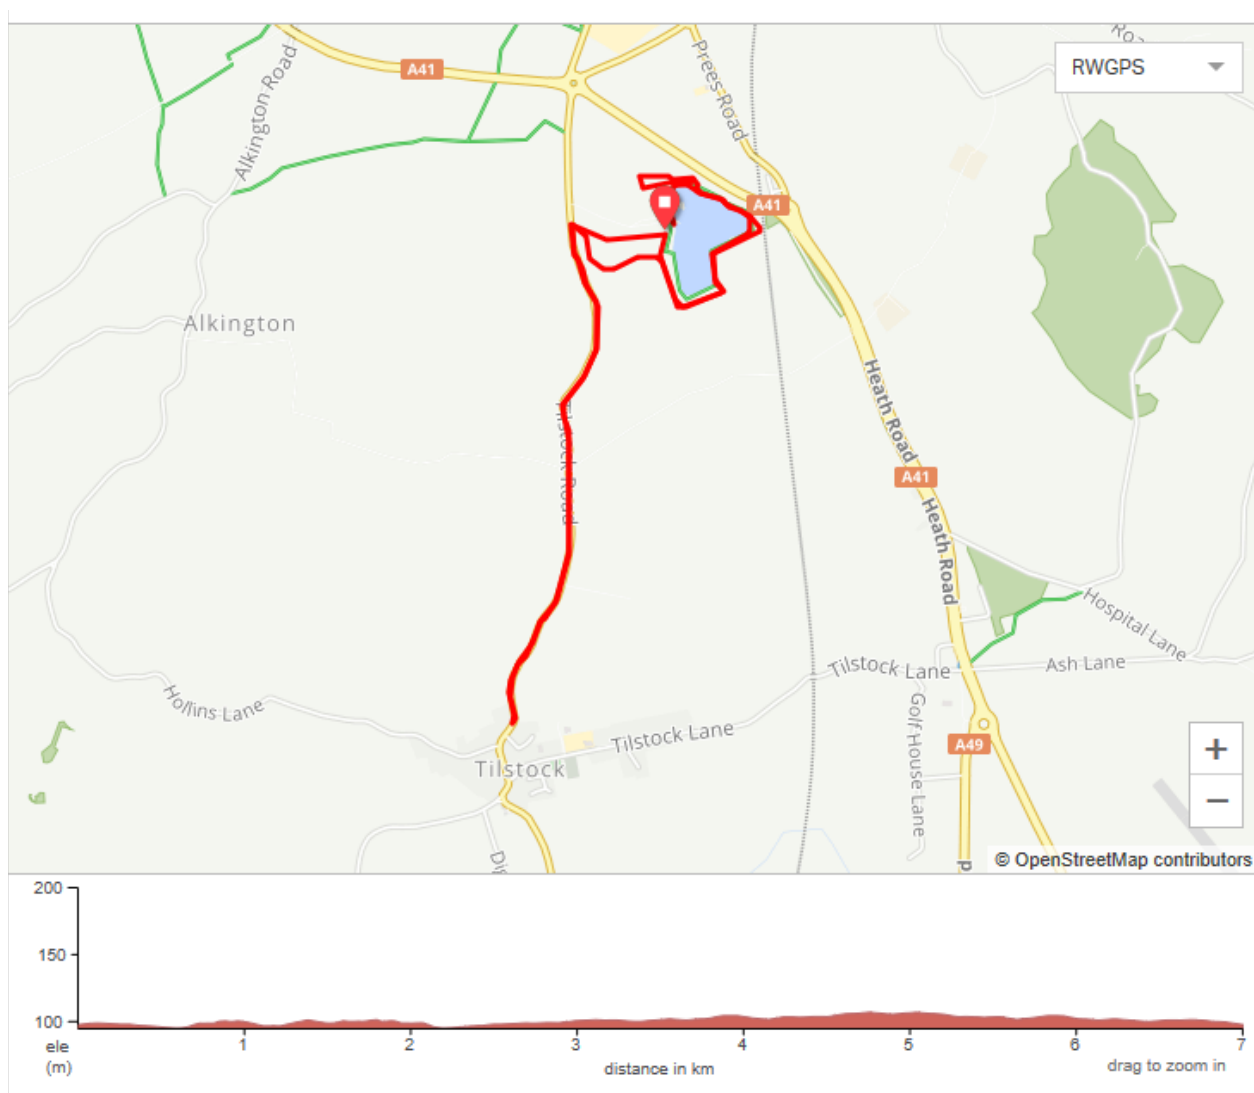 Ro
RWGPS
A41
Prees Road
Alkington Road
A41
Alkington
Heath Road
Tilstock Road
A41
Heath Road
Hospital Lane
Tilstock Lane
Ash Lane
Hollins Lane
Golf House Lane
Tilstock Lane
A49
+
Tilstock
−
Dig
p
© OpenStreetMap contributors
200
150
100
ele
(m)
1
2
3
4
5
6
7
distance in km
drag to zoom in